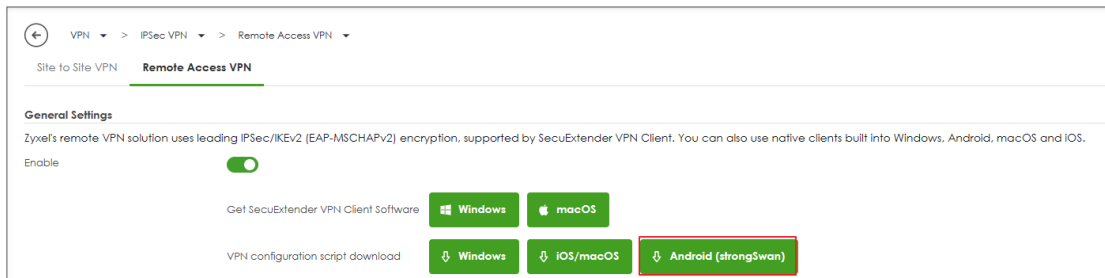 VPN > IPSec VPN > Remote Access VPN
Site to Site VPN Remote Access VPN
General Settings
Zyxel's remote VPN solution uses leading IPSec/IKEv2 (EAP-MSCHAPv2) encryption, supported by SecuExtender VPN Client. You can also use native clients built into Windows, Android, macOS and iOS.
Enable
Get SecuExtender VPN Client Software Windows macOS
VPN configuration script download Windows iOS/macOS Android (strongSwan)